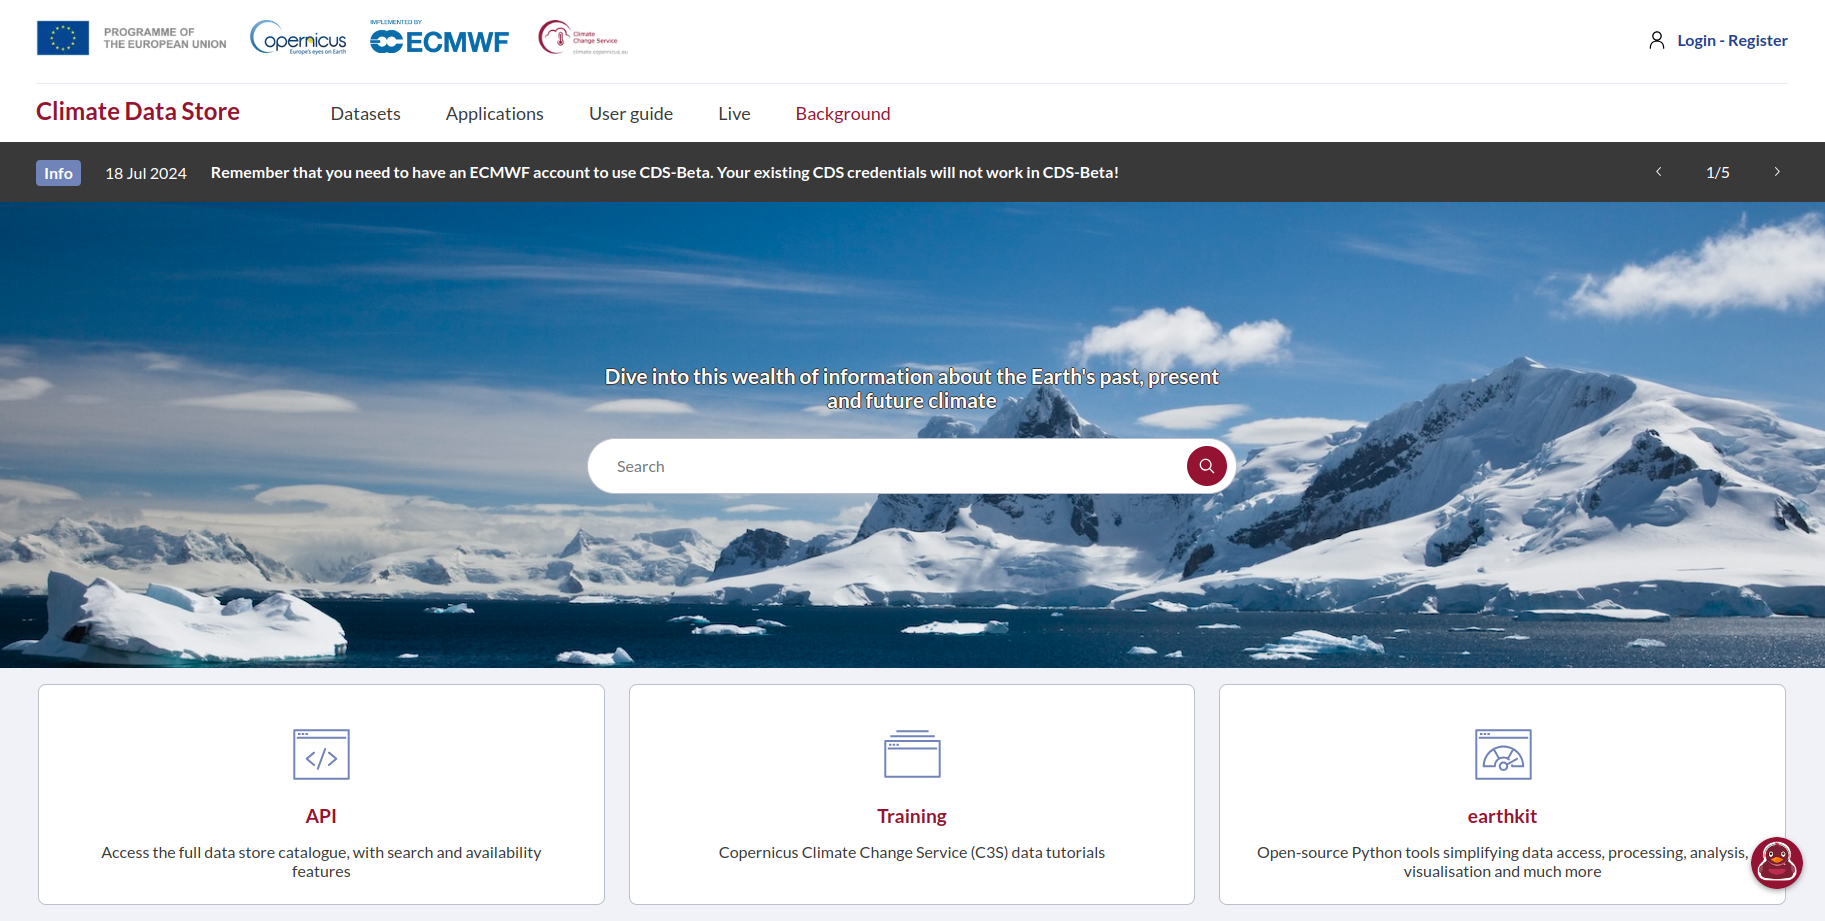 PROGRAMME OF
THE EUROPEAN UNION
opernicus
Europe's eyes on Earth
IMPLEMENTED BY
ECMWF
Climate
Change Service
climate.copernicus.eu
Login - Register
Climate Data Store
Datasets
Applications
User guide
Live
Background
Info
18 Jul 2024
Remember that you need to have an ECMWF account to use CDS-Beta. Your existing CDS credentials will not work in CDS-Beta!
1/5
Dive into this wealth of information about the Earth's past, present
and future climate
Search
API
Access the full data store catalogue, with search and availability
features
Training
Copernicus Climate Change Service (C3S) data tutorials
earthkit
Open-source Python tools simplifying data access, processing, analysis,
visualisation and much more